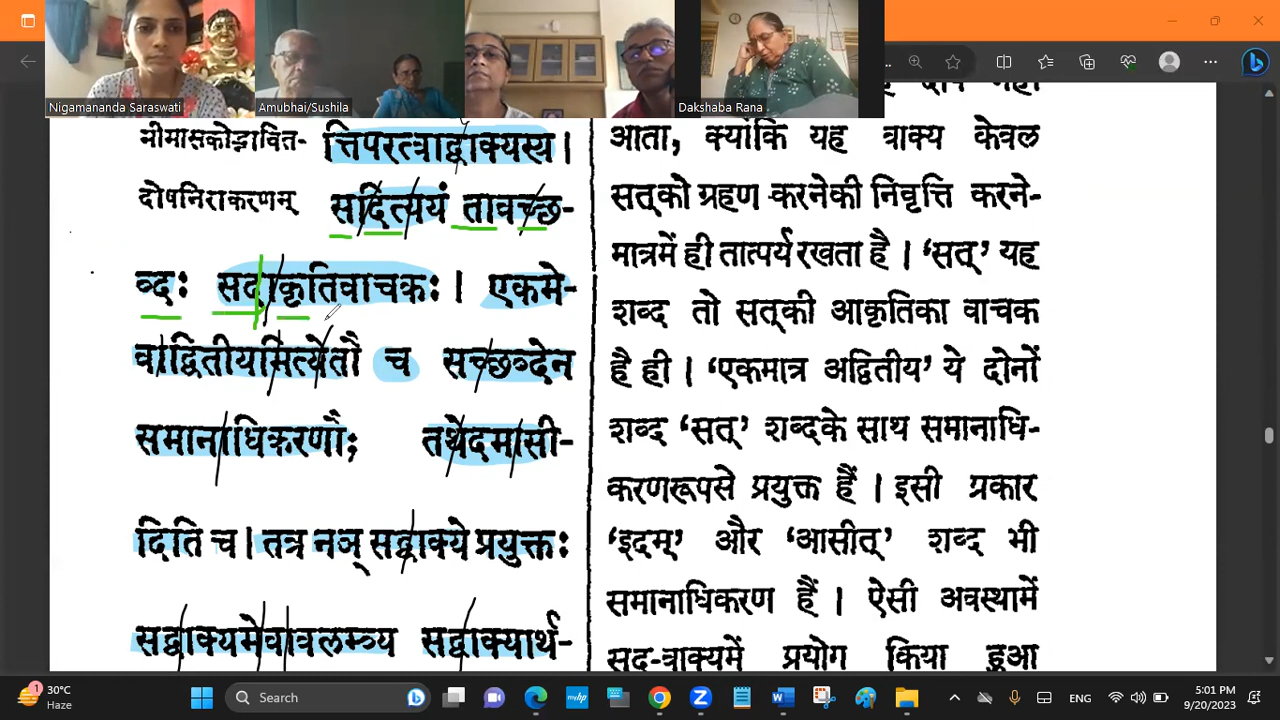 Nigamananda Saraswati
Amubhai/Sushila
Dakshaba Rana
मीमांसकोद्भावित-
त्तिपरत्वाद्वाक्यस्य।
दोषनिराकरणम्
सदित्ययं तावच्छ-
ब्दः सदाकृतिवाचकः। एकमे-
वाद्वितीयमित्येतौ च सच्छब्देन
समानाधिकरणौ; तथेदमासी-
दिति च। तत्र नञ् सद्वाक्ये प्रयुक्तः
सद्वाक्यमेवावलम्ब्य सद्वाक्यार्थ-
आता, क्योंकि यह वाक्य केवल
सत्को ग्रहण करनेकी निवृत्ति करने-
मात्रमें ही तात्पर्य रखता है। ‘सत्’ यह
शब्द तो सत्की आकृतिका वाचक
है ही। ‘एकमात्र अद्वितीय’ ये दोनों
शब्द ‘सत्’ शब्दके साथ समानाधि-
करणरूपसे प्रयुक्त हैं। इसी प्रकार
‘इदम्’ और ‘आसीत्’ शब्द भी
समानाधिकरण हैं। ऐसी अवस्थामें
सद्-वाक्यमें प्रयोग किया हुआ
1
30°C
Haze
Search
ENG
5:01 PM
9/20/2023